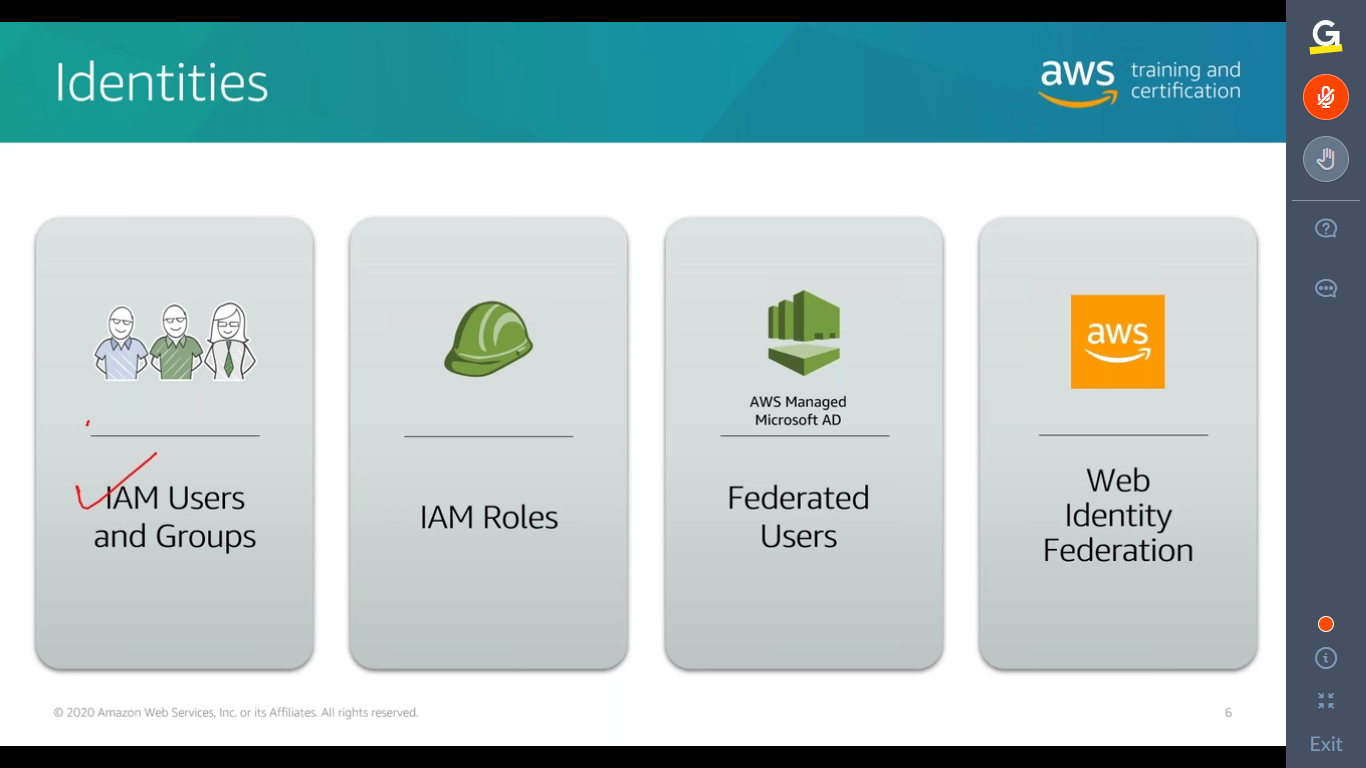 Identities
aws
training and
certification
IAM Users
and Groups
IAM Roles
AWS Managed
Microsoft AD
Federated
Users
aws
Web
Identity
Federation
© 2020 Amazon Web Services, Inc. or its Affiliates. All rights reserved.
6
G
?
i
Exit